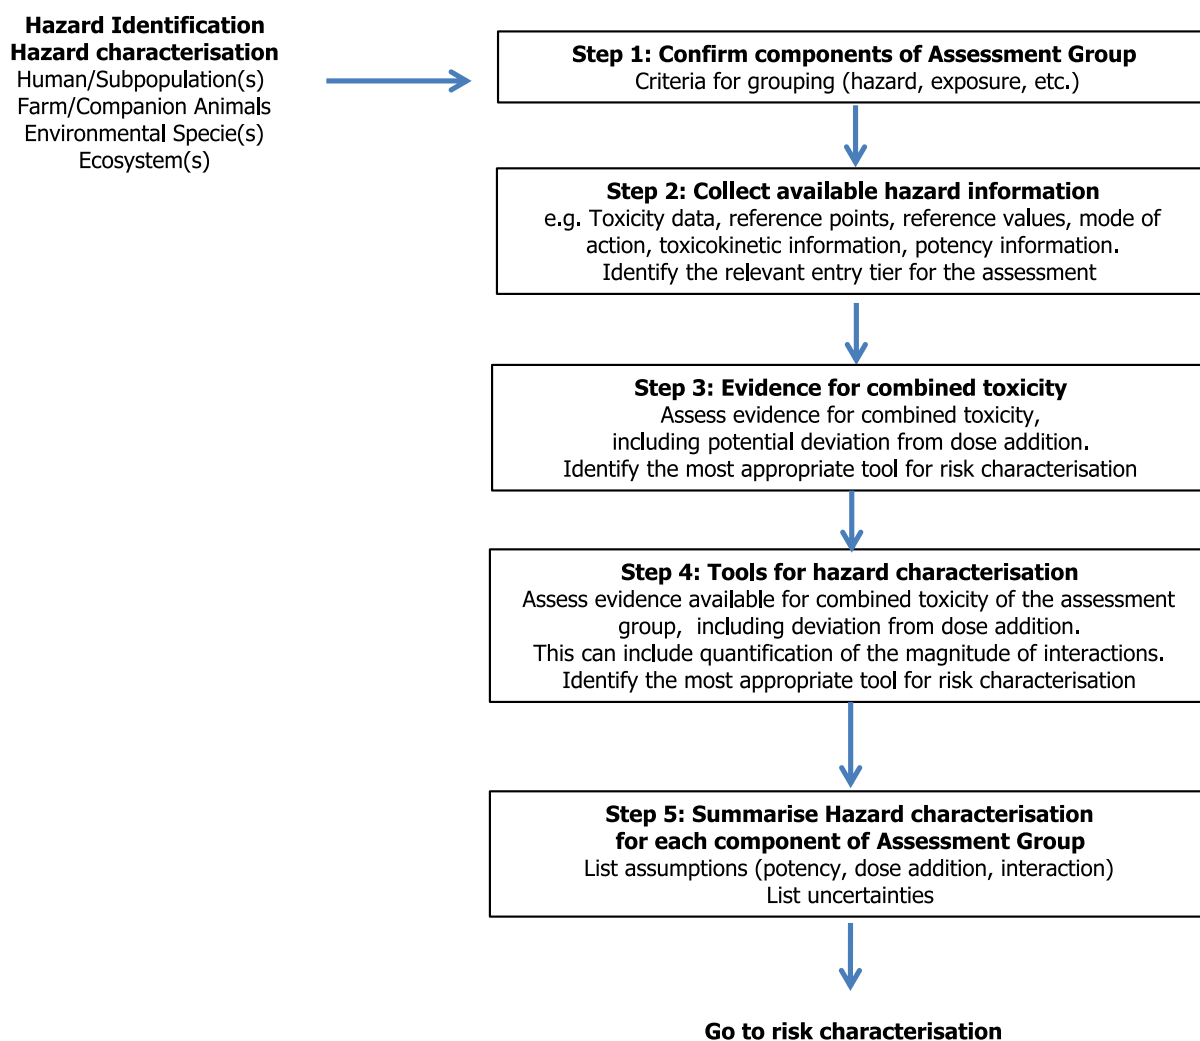 Hazard Identification
Hazard characterisation
Human/Subpopulation(s)
Farm/Companion Animals
Environmental Specie(s)
Ecosystem(s)
Step 1: Confirm components of Assessment Group
Criteria for grouping (hazard, exposure, etc.)
Step 2: Collect available hazard information
e.g. Toxicity data, reference points, reference values, mode of
action, toxicokinetic information, potency information.
Identify the relevant entry tier for the assessment
Step 3: Evidence for combined toxicity
Assess evidence for combined toxicity,
including potential deviation from dose addition.
Identify the most appropriate tool for risk characterisation
Step 4: Tools for hazard characterisation
Assess evidence available for combined toxicity of the assessment
group, including deviation from dose addition.
This can include quantification of the magnitude of interactions.
Identify the most appropriate tool for risk characterisation
Step 5: Summarise Hazard characterisation
for each component of Assessment Group
List assumptions (potency, dose addition, interaction)
List uncertainties
Go to risk characterisation